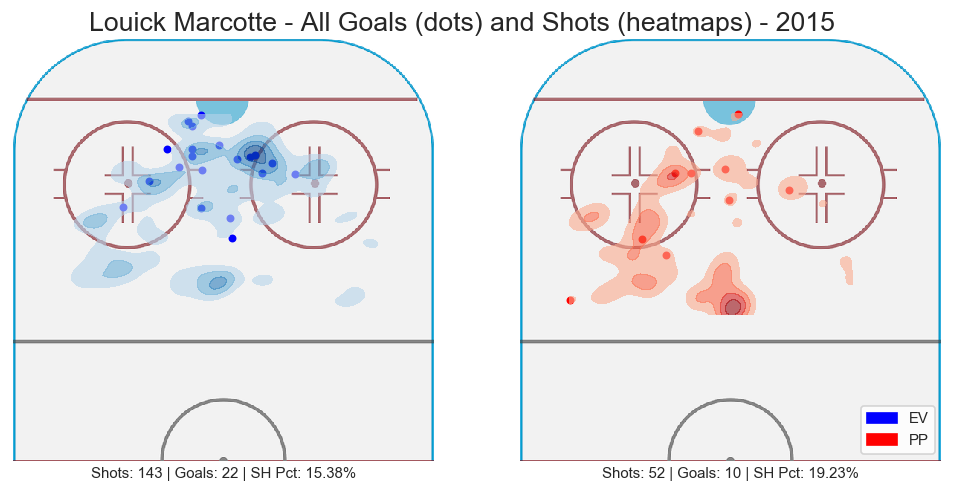 Louick Marcotte - All Goals (dots) and Shots (heatmaps) - 2015
EV
PP
Shots: 143 | Goals: 22 | SH Pct: 15.38%
Shots: 52 | Goals: 10 | SH Pct: 19.23%